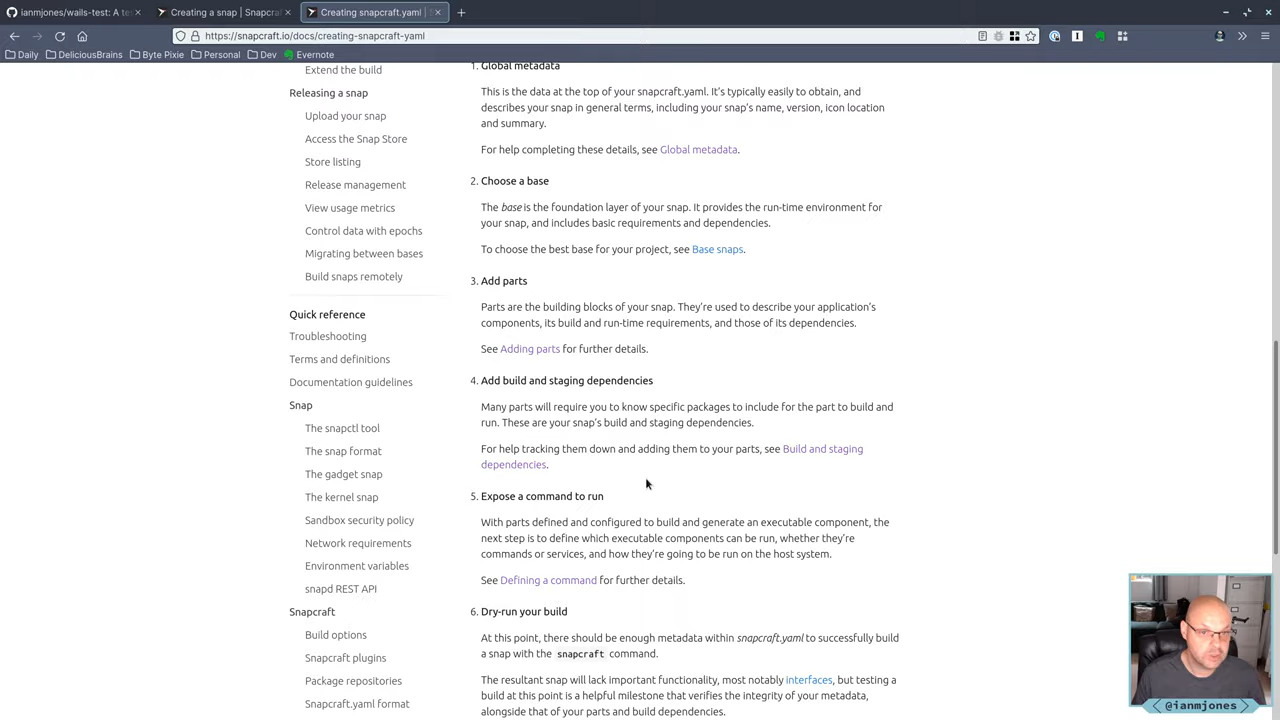 ianmjones/wails-test: A tes
Creating a snap | Snapcraf
Creating snapcraft.yaml |
https://snapcraft.io/docs/creating-snapcraft-yaml
Daily
DeliciousBrains
Byte Pixie
Personal
Dev
Evernote
Extend the build
Releasing a snap
Upload your snap
Access the Snap Store
Store listing
Release management
View usage metrics
Control data with epochs
Migrating between bases
Build snaps remotely
Quick reference
Troubleshooting
Terms and definitions
Documentation guidelines
Snap
The snapctl tool
The snap format
The gadget snap
The kernel snap
Sandbox security policy
Network requirements
Environment variables
snapd REST API
Snapcraft
Build options
Snapcraft plugins
Package repositories
Snapcraft.yaml format
1. Global metadata
This is the data at the top of your snapcraft.yaml. It's typically easily to obtain, and
describes your snap in general terms, including your snap's name, version, icon location
and summary.
For help completing these details, see Global metadata.
2. Choose a base
The base is the foundation layer of your snap. It provides the run-time environment for
your snap, and includes basic requirements and dependencies.
To choose the best base for your project, see Base snaps.
3. Add parts
Parts are the building blocks of your snap. They're used to describe your application's
components, its build and run-time requirements, and those of its dependencies.
See Adding parts for further details.
4. Add build and staging dependencies
Many parts will require you to know specific packages to include for the part to build and
run. These are your snap's build and staging dependencies.
For help tracking them down and adding them to your parts, see Build and staging
dependencies.
5. Expose a command to run
With parts defined and configured to build and generate an executable component, the
next step is to define which executable components can be run, whether they're
commands or services, and how they're going to be run on the host system.
See Defining a command for further details.
6. Dry-run your build
At this point, there should be enough metadata within snapcraft.yaml to successfully build
a snap with the snapcraft command.
The resultant snap will lack important functionality, most notably interfaces, but testing a
build at this point is a helpful milestone that verifies the integrity of your metadata,
alongside that of your parts and build dependencies.
@ianmjones